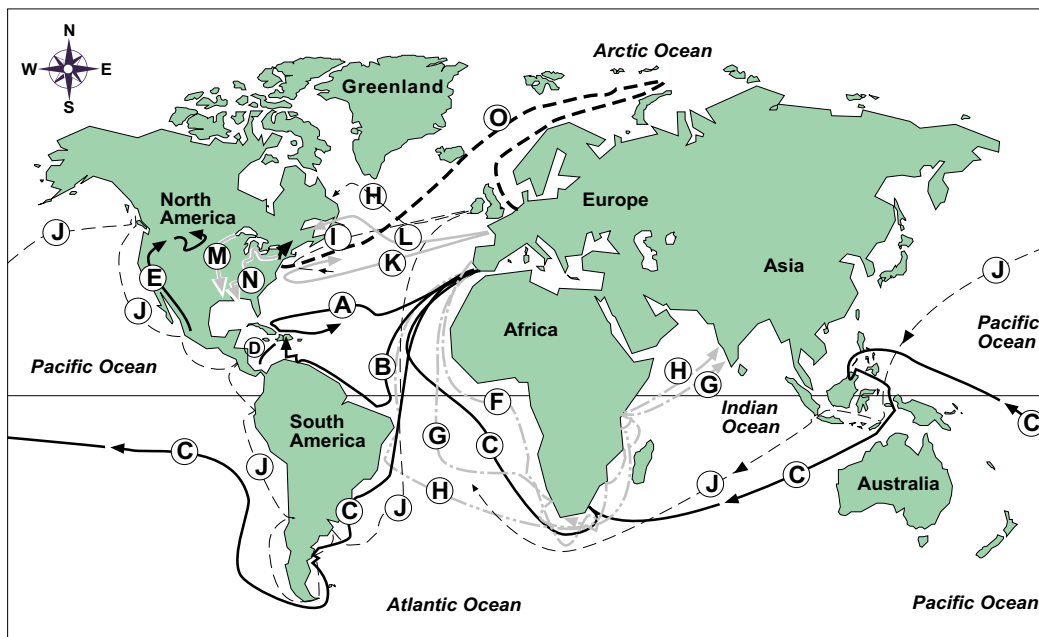 N
W E
S
Arctic Ocean
Greenland
O
North
America
H
Europe
J
I
L
M
K
E
N
Asia
J
A
J
Africa
D
Pacific Ocean
Pacific
Ocean
B
H
G
F
Indian
Ocean
C
South
America
G
C
C
J
H
J
C
Australia
C
J
Atlantic Ocean
Pacific Ocean